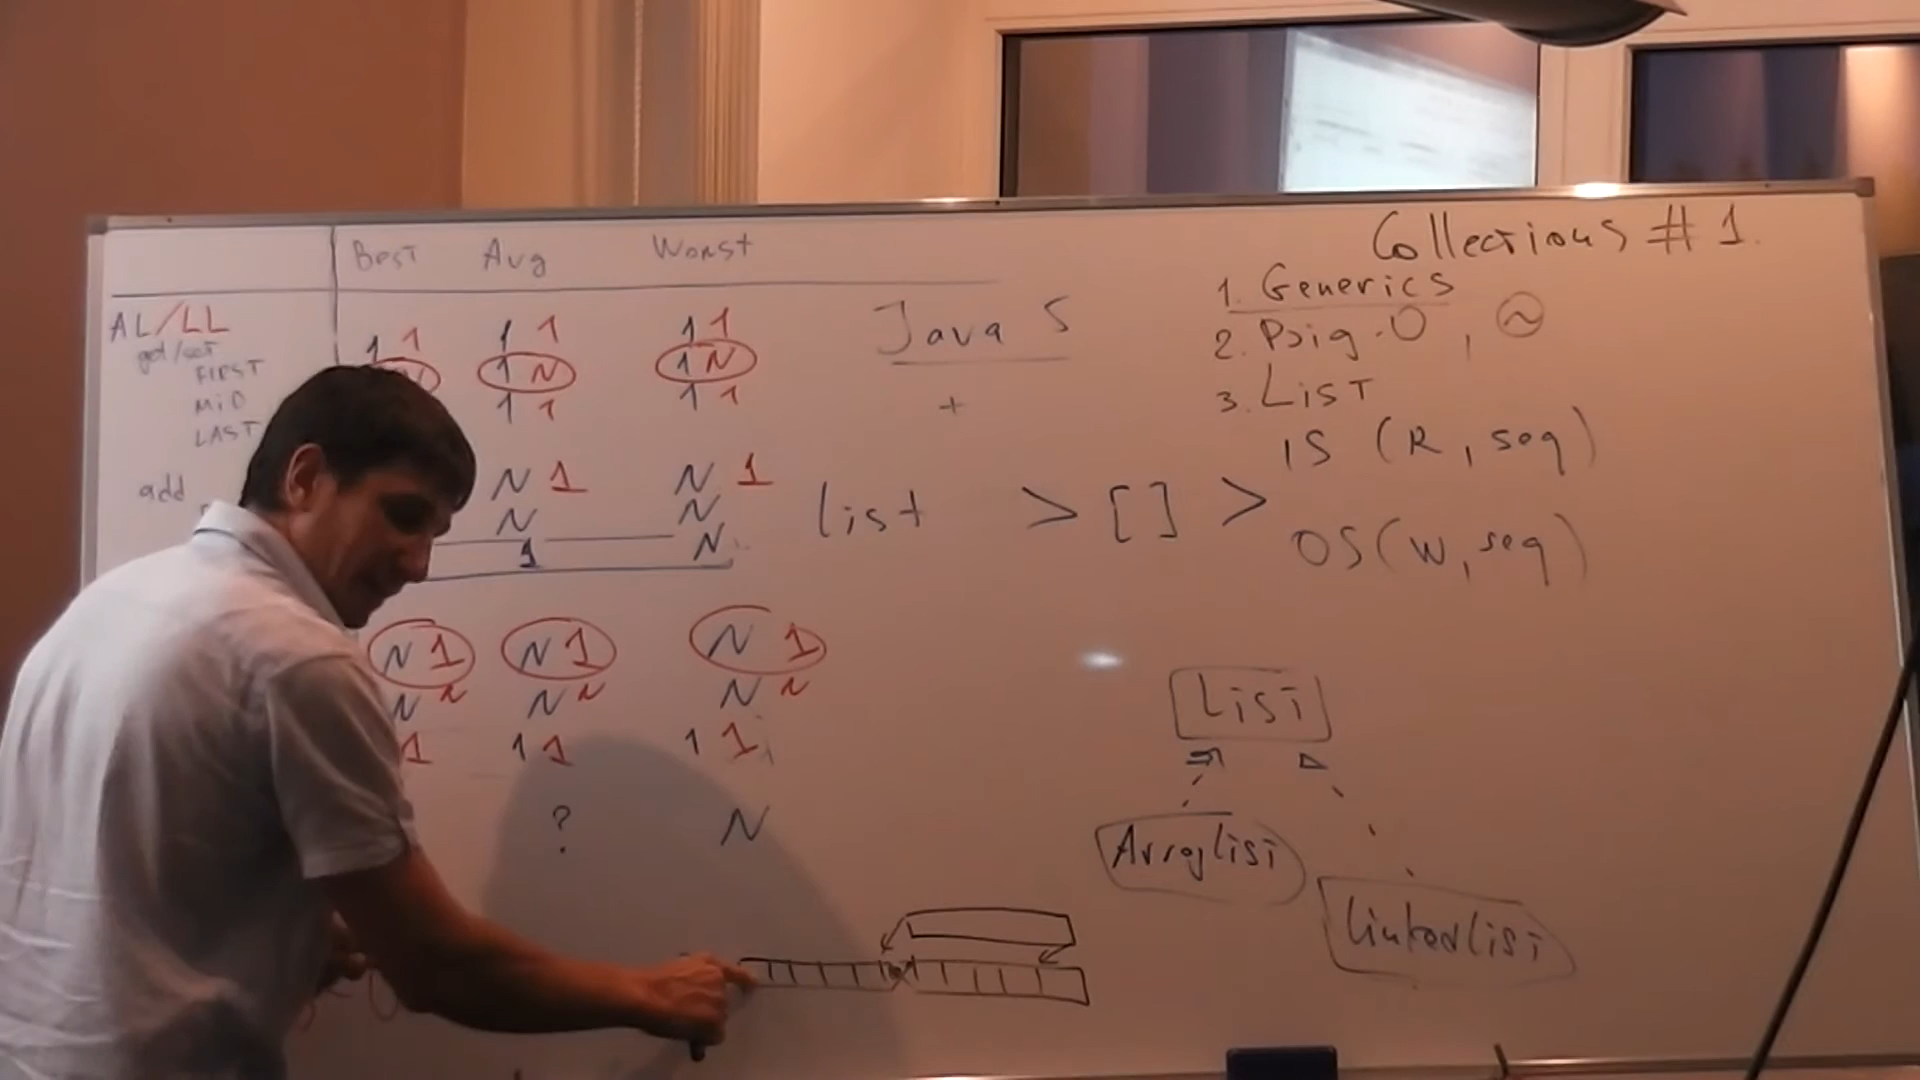 Best Avg Worst
AL/LL
get/set
FIRST 1 1 1 1 1 1
MID N 1 N 1 N
LAST 1 1 1 1
add N 1 N 1
N N
1 N
N 1 N 1 N 1
N N N N N N
1 1 1 1 1
? N
Java 5
+
list > [ ] >
Collections # 1.
1. Generics
2. Big-O , ~
3. List
IS (R, seq)
OS (W, seq)
List
ArrayList
LinkedList